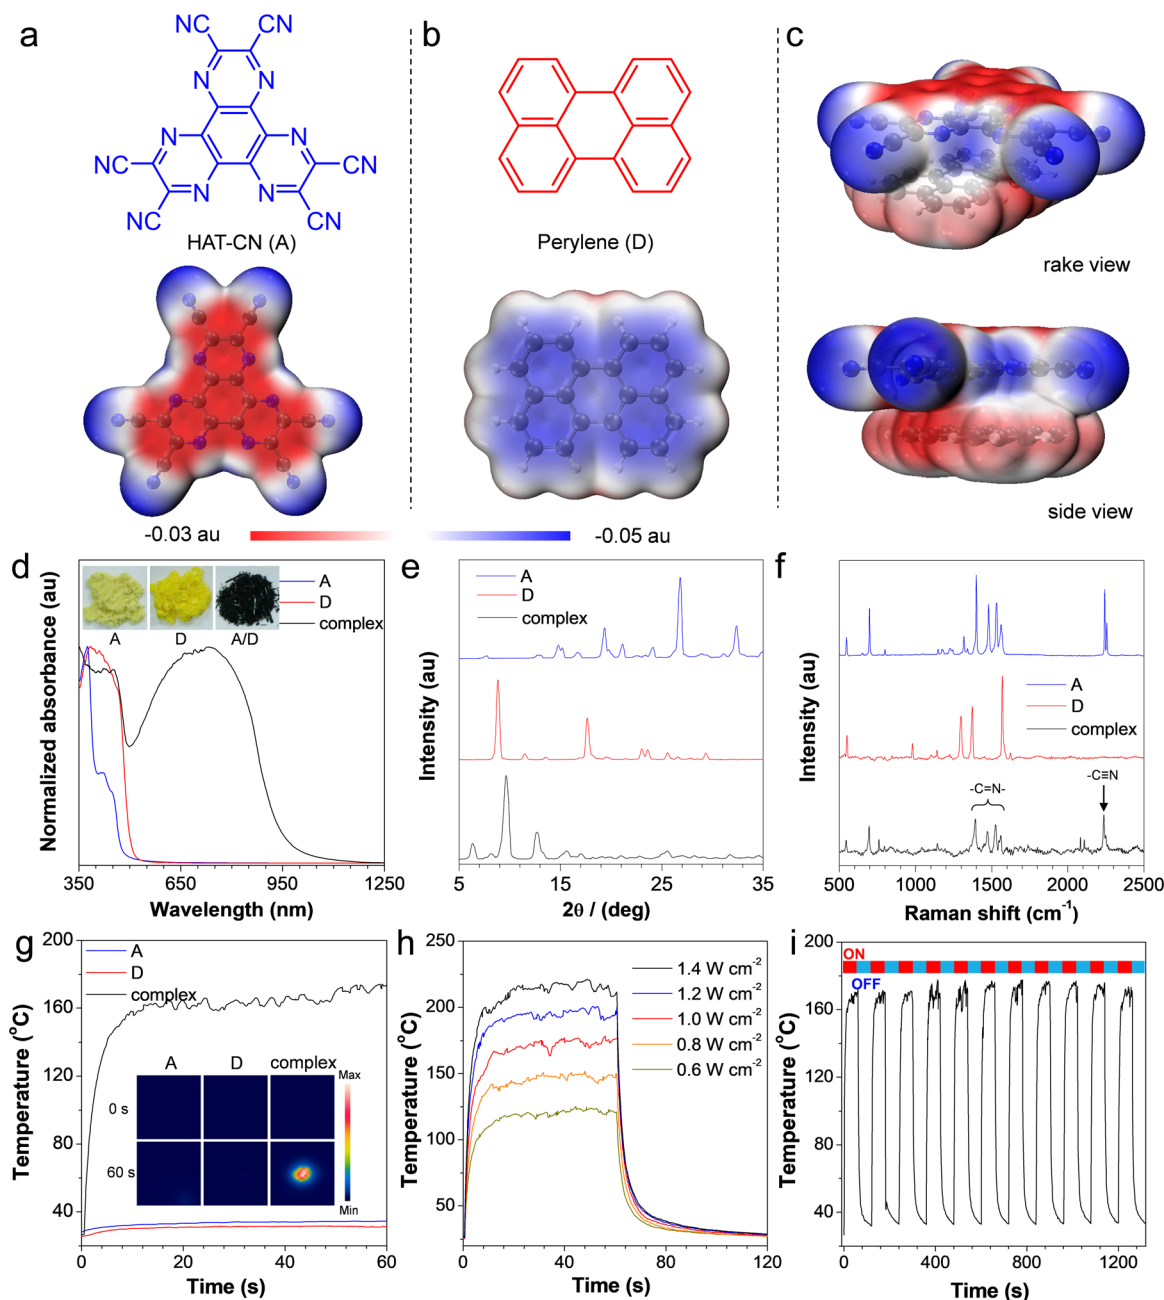 a
CN
CN
NC
CN
N
N
N
N
N
N
NC
CN
NC
CN
HAT-CN (A)
b
Perylene (D)
c
rake view
side view
-0.03 au
-0.05 au
d
Normalized absorbance (au)
A
D
complex
A
D
A/D
350
650
950
1250
Wavelength (nm)
e
Intensity (au)
A
D
complex
5
15
25
35
2θ / (deg)
f
Intensity (au)
A
D
complex
-C=N-
-C≡N
500
1000
1500
2000
2500
Raman shift (cm-1)
g
Temperature (oC)
200
160
120
80
40
A
D
complex
A
D
complex
0 s
60 s
Max
Min
0
20
40
60
Time (s)
h
Temperature (oC)
250
200
150
100
50
1.4 W cm-2
1.2 W cm-2
1.0 W cm-2
0.8 W cm-2
0.6 W cm-2
0
40
80
120
Time (s)
i
Temperature (oC)
200
160
120
80
40
ON
OFF
0
400
800
1200
Time (s)